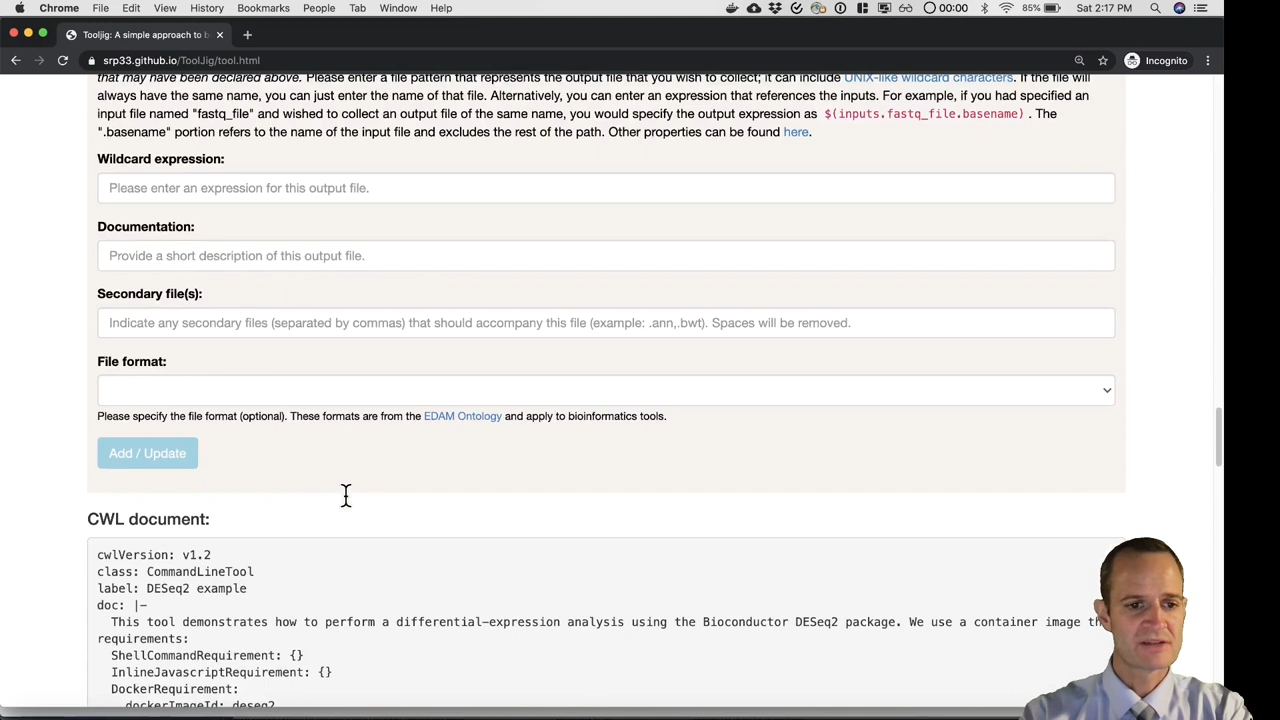 Chrome File Edit View History Bookmarks People Tab Window Help 00:00 85% Sat 2:17 PM
Tooljig: A simple approach to b
srp33.github.io/ToolJig/tool.html Incognito
that may have been declared above. Please enter a file pattern that represents the output file that you wish to collect; it can include UNIX-like wildcard characters. If the file will
always have the same name, you can just enter the name of that file. Alternatively, you can enter an expression that references the inputs. For example, if you had specified an
input file named "fastq_file" and wished to collect an output file of the same name, you would specify the output expression as $(inputs.fastq_file.basename) . The
".basename" portion refers to the name of the input file and excludes the rest of the path. Other properties can be found here.
Wildcard expression:
Please enter an expression for this output file.
Documentation:
Provide a short description of this output file.
Secondary file(s):
Indicate any secondary files (separated by commas) that should accompany this file (example: .ann,.bwt). Spaces will be removed.
File format:
Please specify the file format (optional). These formats are from the EDAM Ontology and apply to bioinformatics tools.
Add / Update
CWL document:
cwlVersion: v1.2
class: CommandLineTool
label: DESeq2 example
doc: |-
This tool demonstrates how to perform a differential-expression analysis using the Bioconductor DESeq2 package. We use a container image th
requirements:
ShellCommandRequirement: {}
InlineJavascriptRequirement: {}
DockerRequirement:
dockerImageId: deseq2